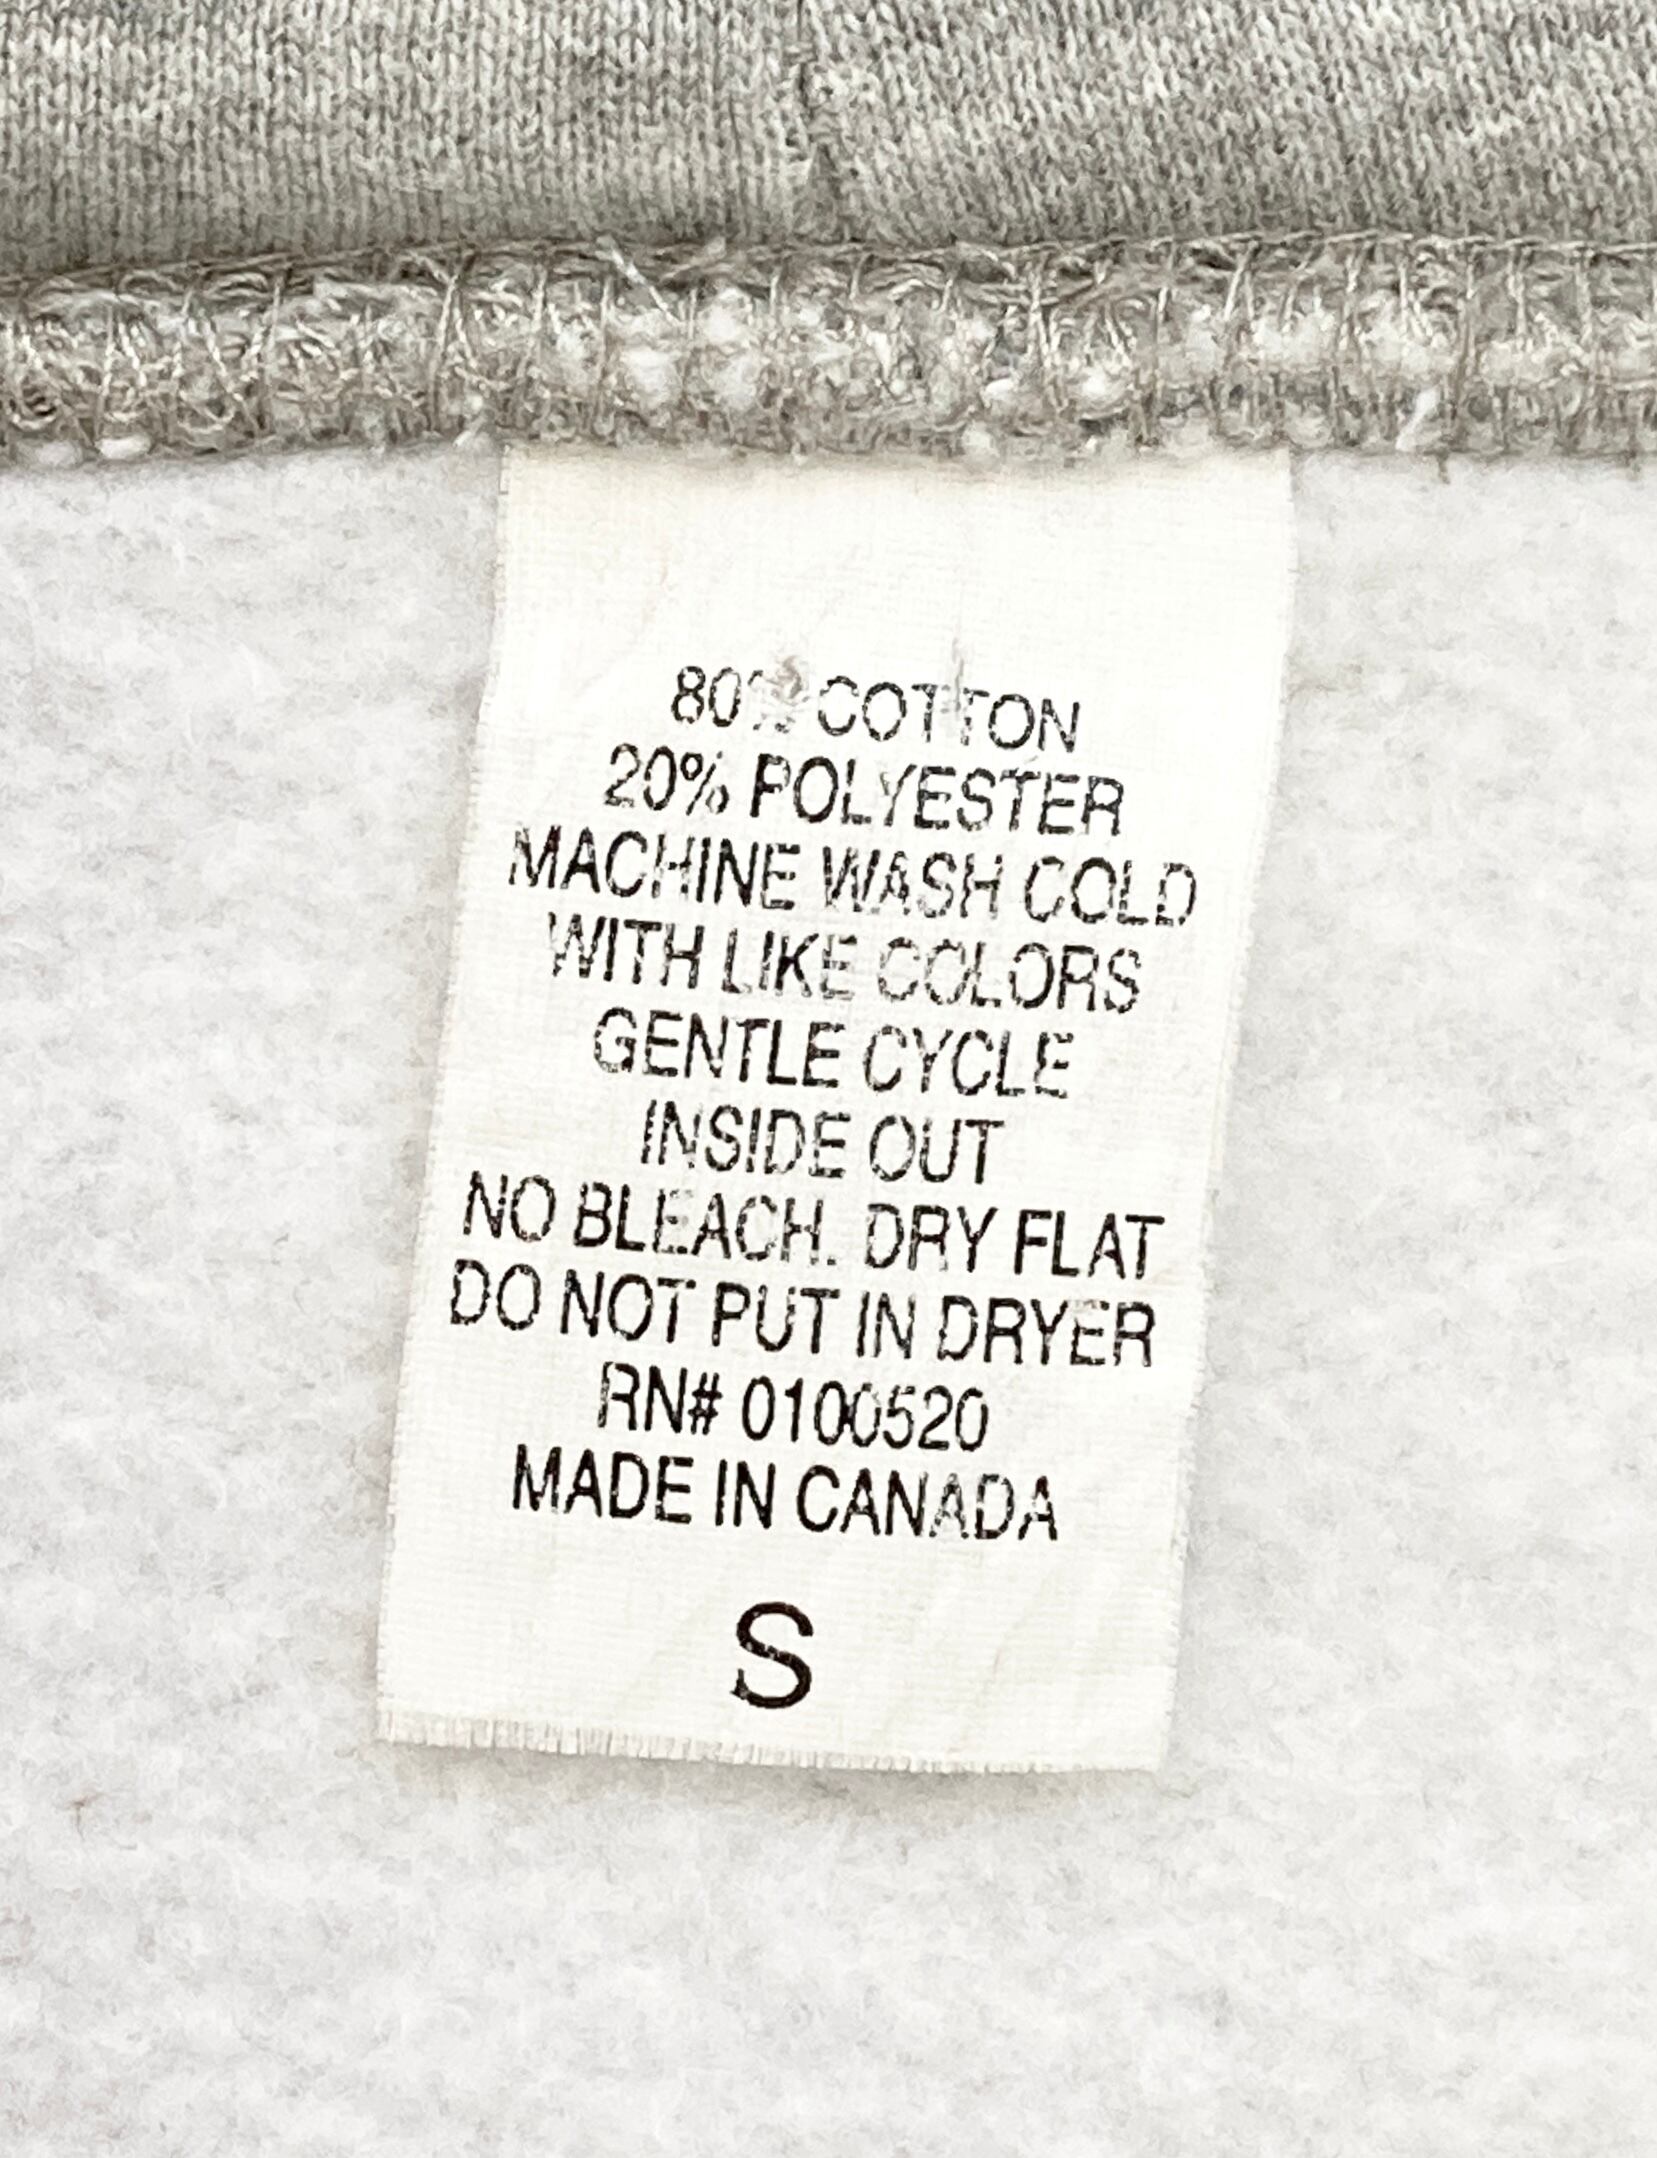 80% COTTON
20% POLYESTER
MACHINE WASH COLD
WITH LIKE COLORS
GENTLE CYCLE
INSIDE OUT
NO BLEACH. DRY FLAT
DO NOT PUT IN DRYER
RN# 0100520
MADE IN CANADA
S